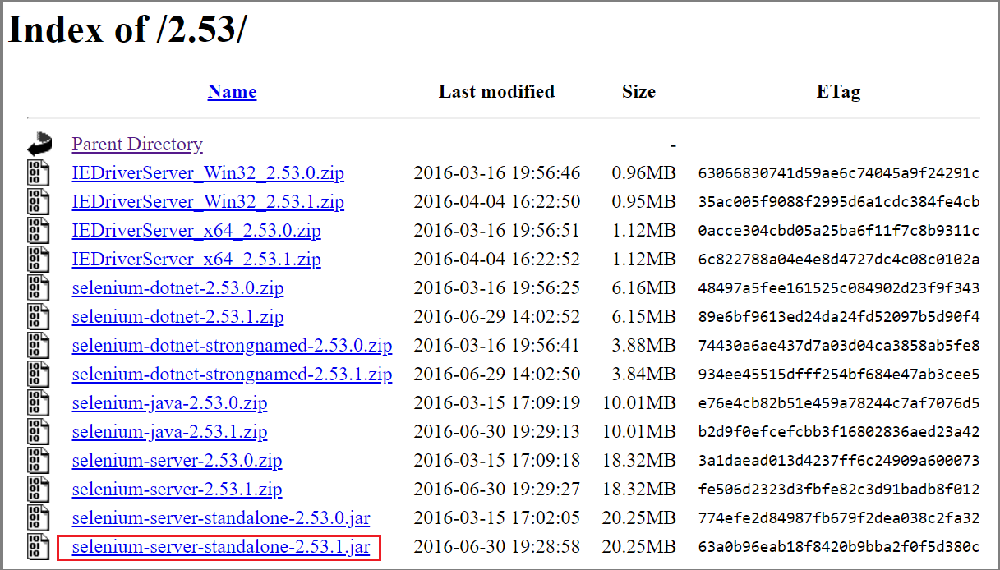 Index of /2.53/
Name Last modified Size ETag
Parent Directory -
IEDriverServer_Win32_2.53.0.zip 2016-03-16 19:56:46 0.96MB 63066830741d59ae6c74045a9f24291c
IEDriverServer_Win32_2.53.1.zip 2016-04-04 16:22:50 0.95MB 35ac005f9088f2995d6a1cdc384fe4cb
IEDriverServer_x64_2.53.0.zip 2016-03-16 19:56:51 1.12MB 0acce304cbd05a25ba6f11f7c8b9311c
IEDriverServer_x64_2.53.1.zip 2016-04-04 16:22:52 1.12MB 6c822788a04e4e8d4727dc4c08c0102a
selenium-dotnet-2.53.0.zip 2016-03-16 19:56:25 6.16MB 48497a5fee161525c084902d23f9f343
selenium-dotnet-2.53.1.zip 2016-06-29 14:02:52 6.15MB 89e6bf9613ed24da24fd52097b5d90f4
selenium-dotnet-strongnamed-2.53.0.zip 2016-03-16 19:56:41 3.88MB 74430a6ae437d7a03d04ca3858ab5fe8
selenium-dotnet-strongnamed-2.53.1.zip 2016-06-29 14:02:50 3.84MB 934ee45515dfff254bf684e47ab3cee5
selenium-java-2.53.0.zip 2016-03-15 17:09:19 10.01MB e76e4cb82b51e459a78244c7af7076d5
selenium-java-2.53.1.zip 2016-06-30 19:29:13 10.01MB b2d9f0efcefcbb3f16802836aed23a42
selenium-server-2.53.0.zip 2016-03-15 17:09:18 18.32MB 3a1daead013d4237ff6c24909a600073
selenium-server-2.53.1.zip 2016-06-30 19:29:27 18.32MB fe506d2323d3fbfe82c3d91badb8f012
selenium-server-standalone-2.53.0.jar 2016-03-15 17:02:05 20.25MB 774efe2d84987fb679f2dea038c2fa32
selenium-server-standalone-2.53.1.jar 2016-06-30 19:28:58 20.25MB 63a0b96eab18f8420b9bba2f0f5d380c